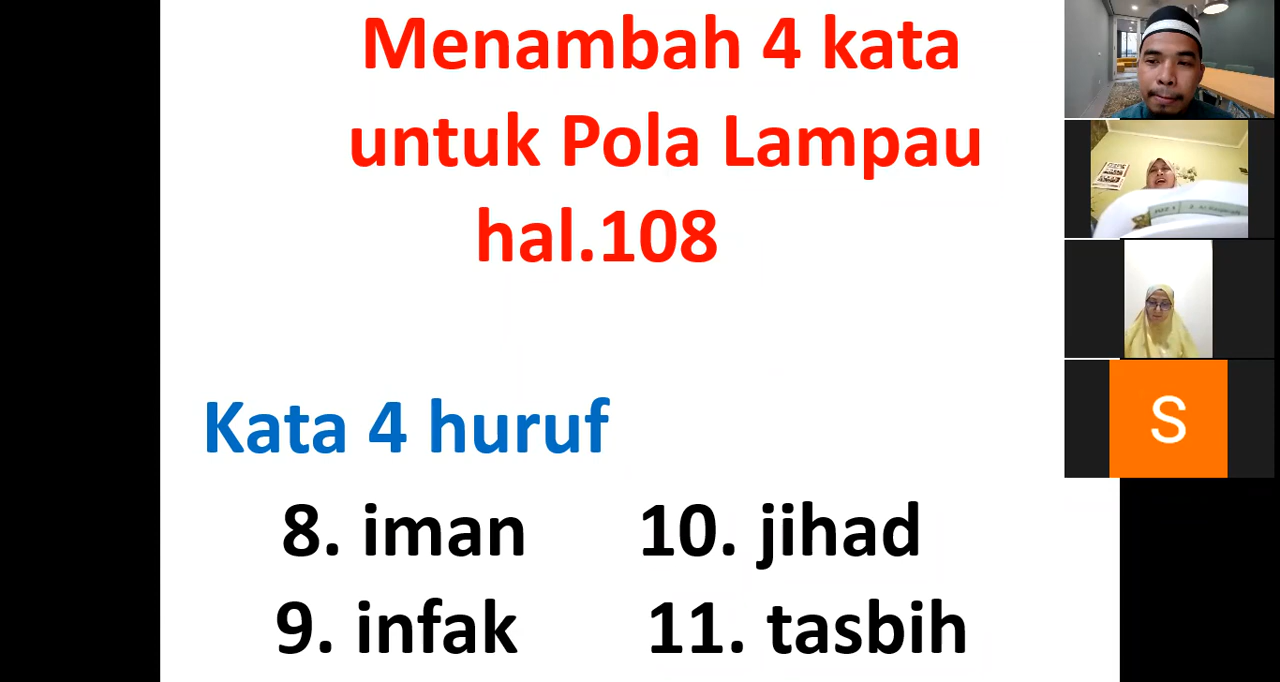 Menambah 4 kata
untuk Pola Lampau
hal.108
Kata 4 huruf
8. iman 10. jihad
9. infak 11. tasbih
S